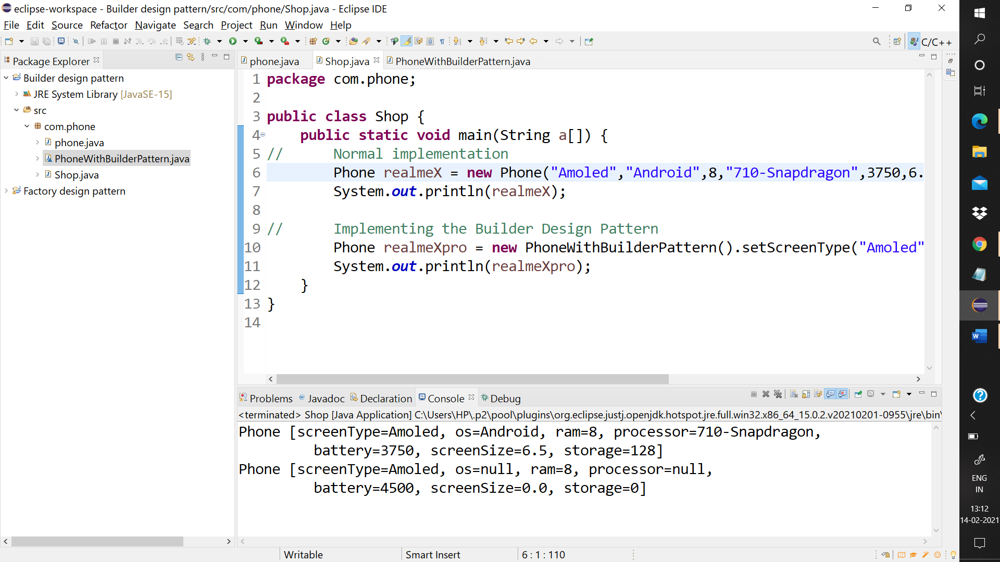 eclipse-workspace - Builder design pattern/src/com/phone/Shop.java - Eclipse IDE
File Edit Source Refactor Navigate Search Project Run Window Help
C/C++
Package Explorer
Builder design pattern
JRE System Library [JavaSE-15]
src
com.phone
phone.java
PhoneWithBuilderPattern.java
Shop.java
Factory design pattern
phone.java Shop.java PhoneWithBuilderPattern.java
1 package com.phone;
2
3 public class Shop {
4 public static void main(String a[]) {
5 // Normal implementation
6 Phone realmeX = new Phone("Amoled","Android",8,"710-Snapdragon",3750,6.
7 System.out.println(realmeX);
8
9 // Implementing the Builder Design Pattern
10 Phone realmeXpro = new PhoneWithBuilderPattern().setScreenType("Amoled"
11 System.out.println(realmeXpro);
12 }
13 }
14
Problems Javadoc Declaration Console Debug
<terminated> Shop [Java Application] C:\Users\HP\.p2\pool\plugins\org.eclipse.justj.openjdk.hotspot.jre.full.win32.x86_64_15.0.2.v20210201-0955\jre\bin\
Phone [screenType=Amoled, os=Android, ram=8, processor=710-Snapdragon,
battery=3750, screenSize=6.5, storage=128]
Phone [screenType=Amoled, os=null, ram=8, processor=null,
battery=4500, screenSize=0.0, storage=0]
Writable Smart Insert 6 : 1 : 110
ENG
IN
13:12
14-02-2021